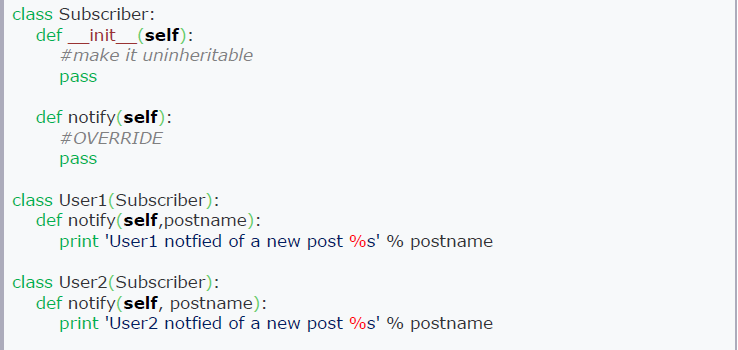 class Subscriber:
def __init__(self):
#make it uninheritable
pass
def notify(self):
#OVERRIDE
pass
class User1(Subscriber):
def notify(self,postname):
print 'User1 notfied of a new post %s' % postname
class User2(Subscriber):
def notify(self, postname):
print 'User2 notfied of a new post %s' % postname